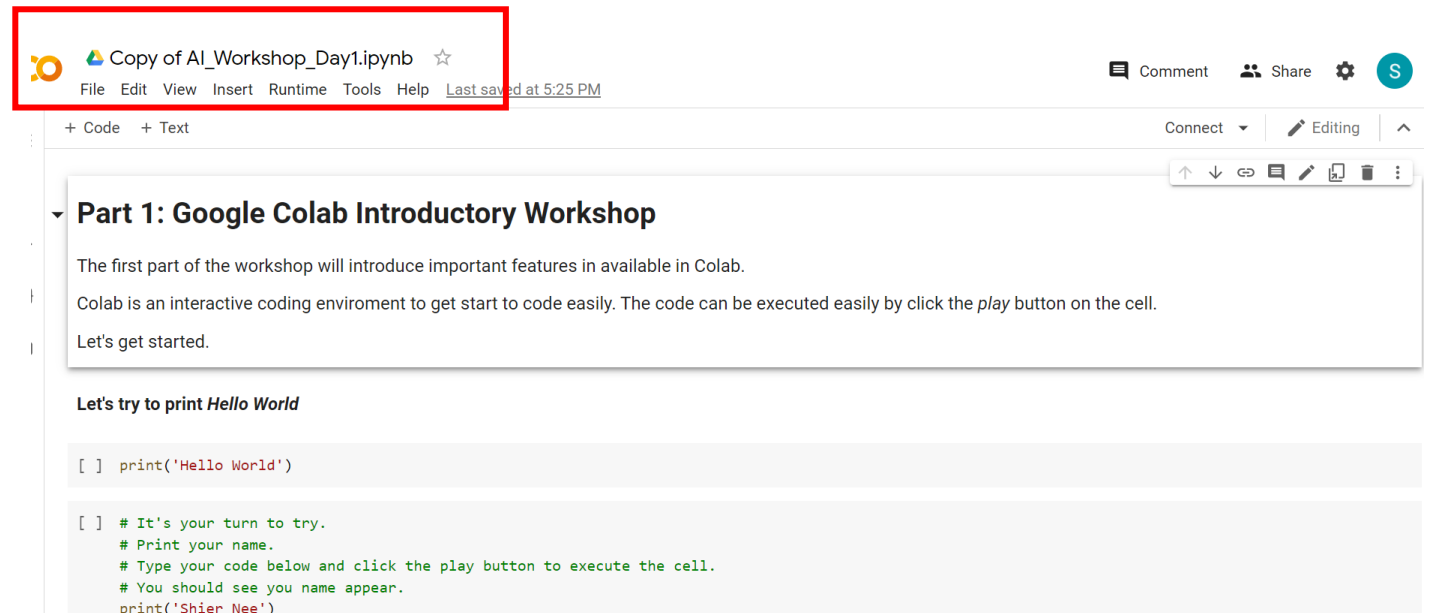 Copy of AI_Workshop_Day1.ipynb
File Edit View Insert Runtime Tools Help Last saved at 5:25 PM
Comment Share S
+ Code + Text
Connect Editing
Part 1: Google Colab Introductory Workshop
The first part of the workshop will introduce important features in available in Colab.
Colab is an interactive coding enviroment to get start to code easily. The code can be executed easily by click the play button on the cell.
Let's get started.
Let's try to print Hello World
[ ] print('Hello World')
[ ] # It's your turn to try.
# Print your name.
# Type your code below and click the play button to execute the cell.
# You should see you name appear.
print('Shier Nee')